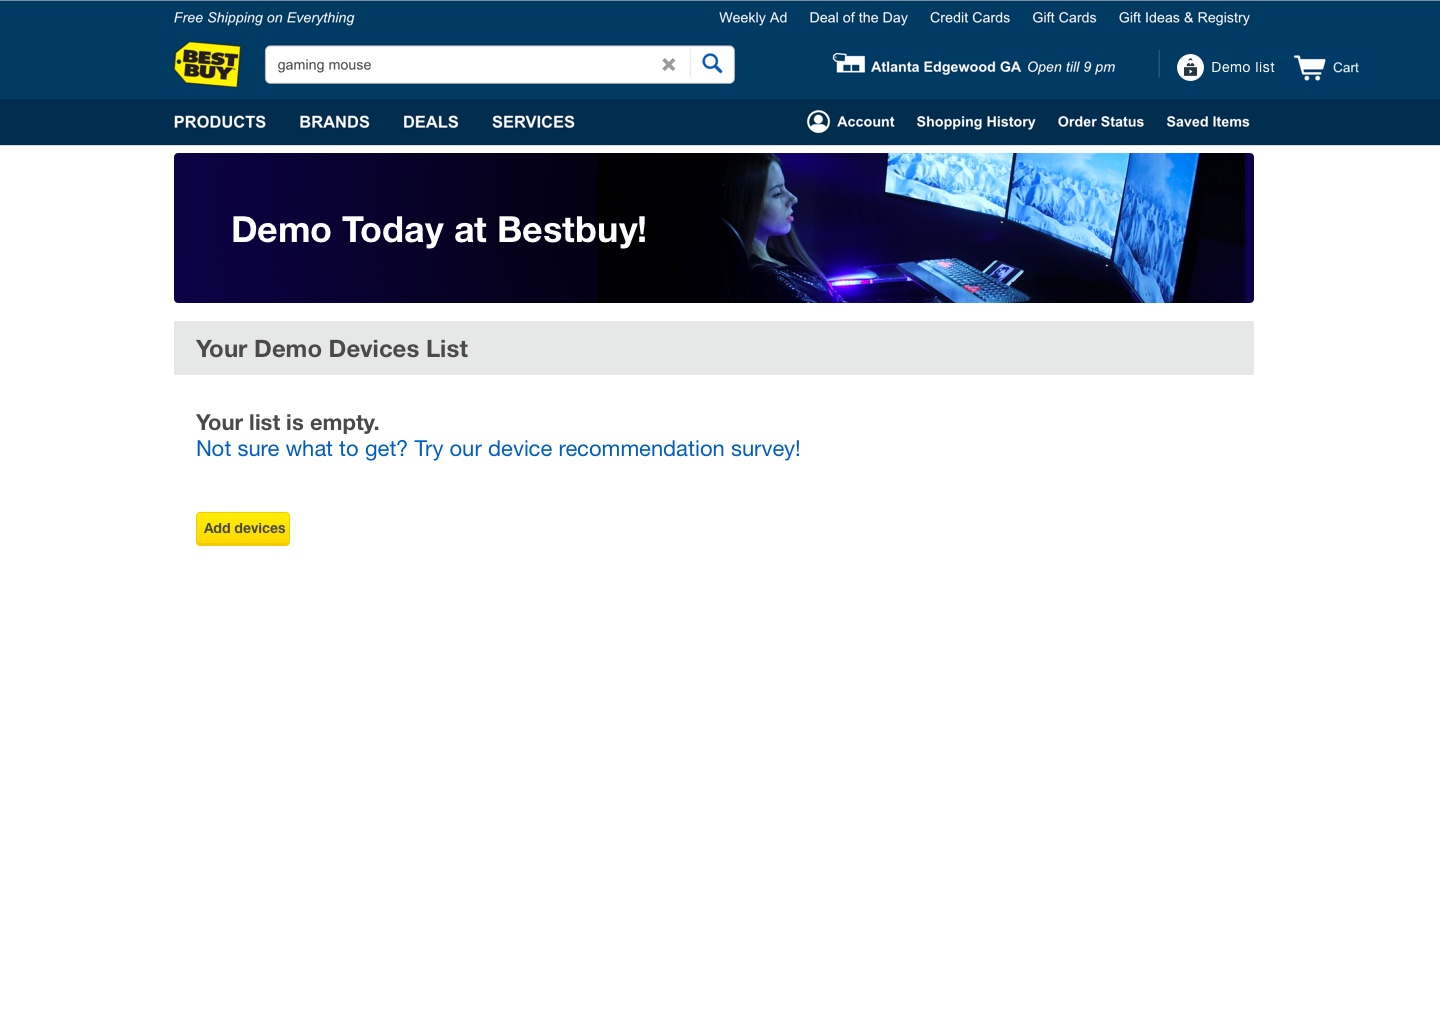 Free Shipping on Everything
Weekly Ad Deal of the Day Credit Cards Gift Cards Gift Ideas & Registry
BEST
BUY
gaming mouse
Atlanta Edgewood GA Open till 9 pm
Demo list
Cart
PRODUCTS BRANDS DEALS SERVICES
Account Shopping History Order Status Saved Items
Demo Today at Bestbuy!
Your Demo Devices List
Your list is empty.
Not sure what to get? Try our device recommendation survey!
Add devices